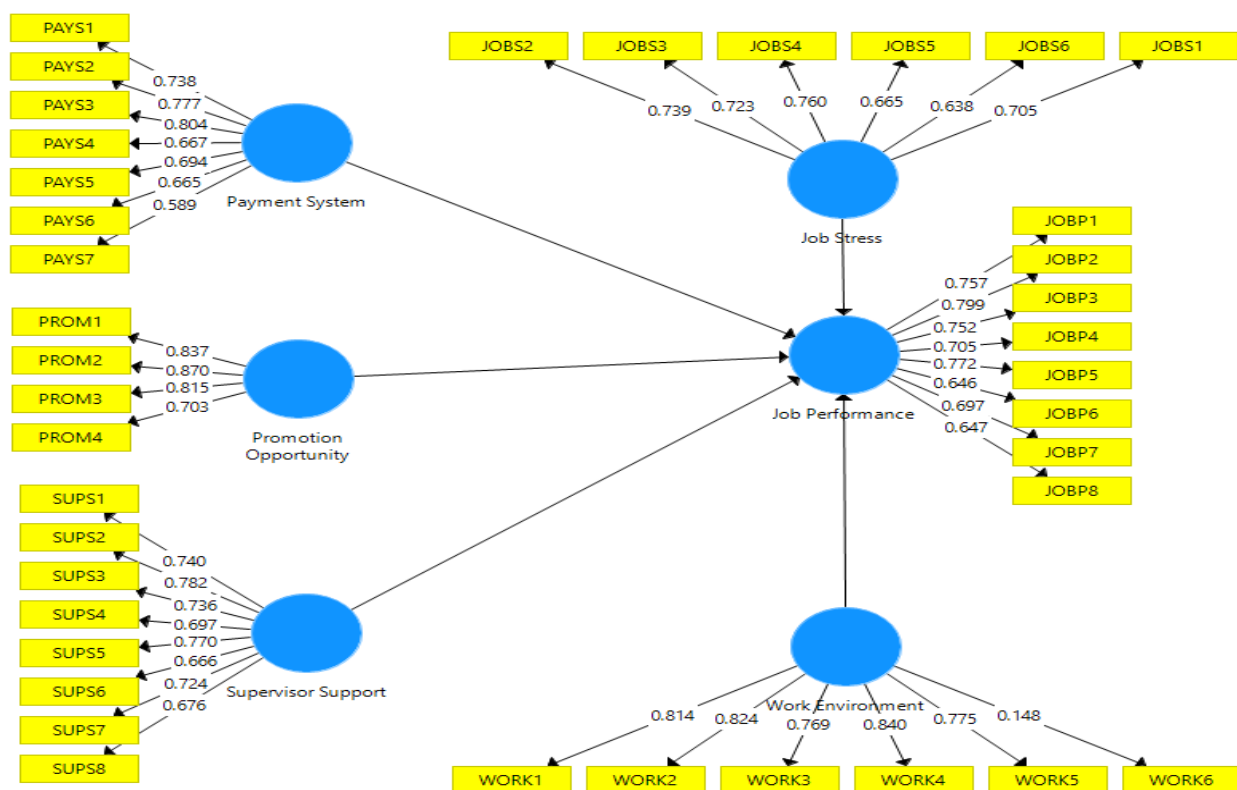 PAYS1
PAYS2
PAYS3
PAYS4
PAYS5
PAYS6
PAYS7
0.738
0.777
0.804
0.667
0.694
0.665
0.589
Payment System
JOBS2
JOBS3
JOBS4
JOBS5
JOBS6
JOBS1
0.739
0.723
0.760
0.665
0.638
0.705
Job Stress
JOBP1
JOBP2
JOBP3
JOBP4
JOBP5
JOBP6
JOBP7
JOBP8
0.757
0.799
0.752
0.705
0.772
0.646
0.697
0.647
Job Performance
PROM1
PROM2
PROM3
PROM4
0.837
0.870
0.815
0.703
Promotion
Opportunity
SUPS1
SUPS2
SUPS3
SUPS4
SUPS5
SUPS6
SUPS7
SUPS8
0.740
0.782
0.736
0.697
0.770
0.666
0.724
0.676
Supervisor Support
Work Environment
0.814
0.824
0.769
0.840
0.775
0.148
WORK1
WORK2
WORK3
WORK4
WORK5
WORK6